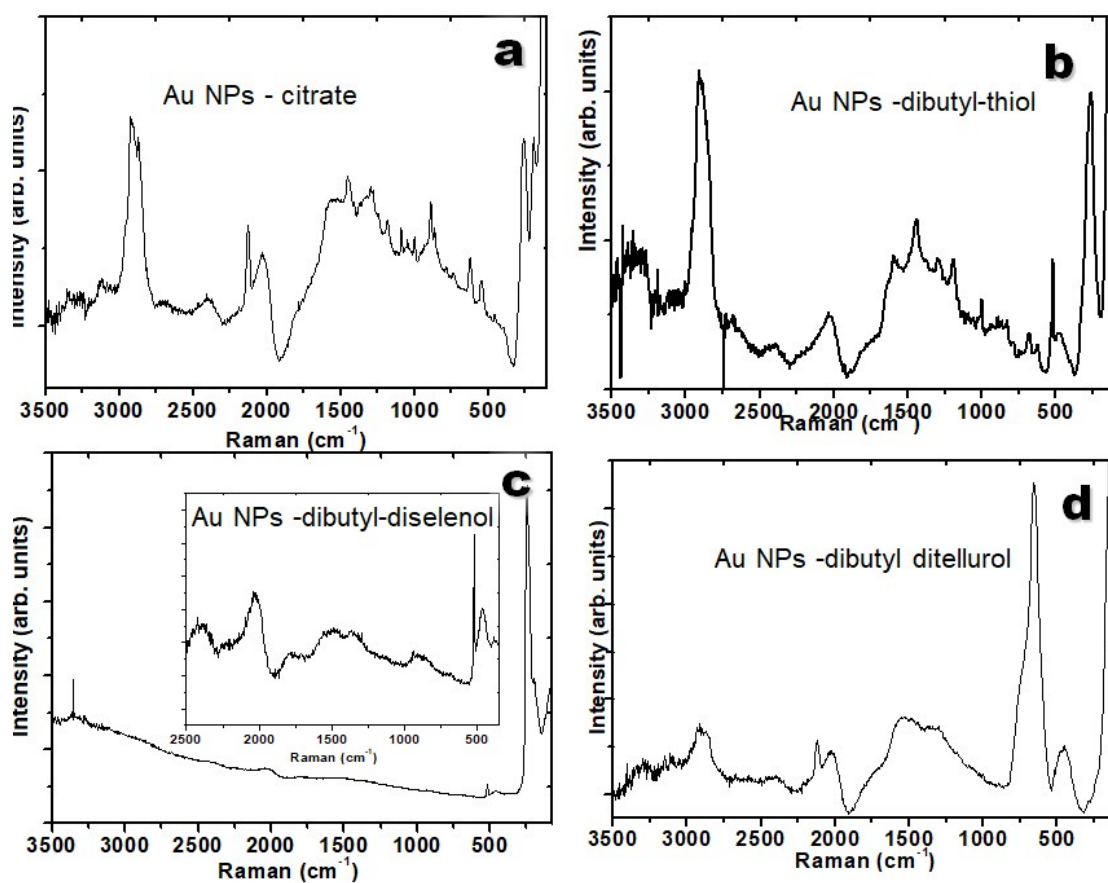 a
Au NPs - citrate
Intensity (arb. units)
3500 3000 2500 2000 1500 1000 500
Raman (cm-1)
b
Au NPs -dibutyl-thiol
Intensity (arb. units)
3500 3000 2500 2000 1500 1000 500
Raman (cm-1)
c
Au NPs -dibutyl-diselenol
2500 2000 1500 1000 500
Raman (cm-1)
Intensity (arb. units)
3500 3000 2500 2000 1500 1000 500
Raman (cm-1)
d
Au NPs -dibutyl ditellurol
Intensity (arb. units)
3500 3000 2500 2000 1500 1000 500
Raman (cm-1)